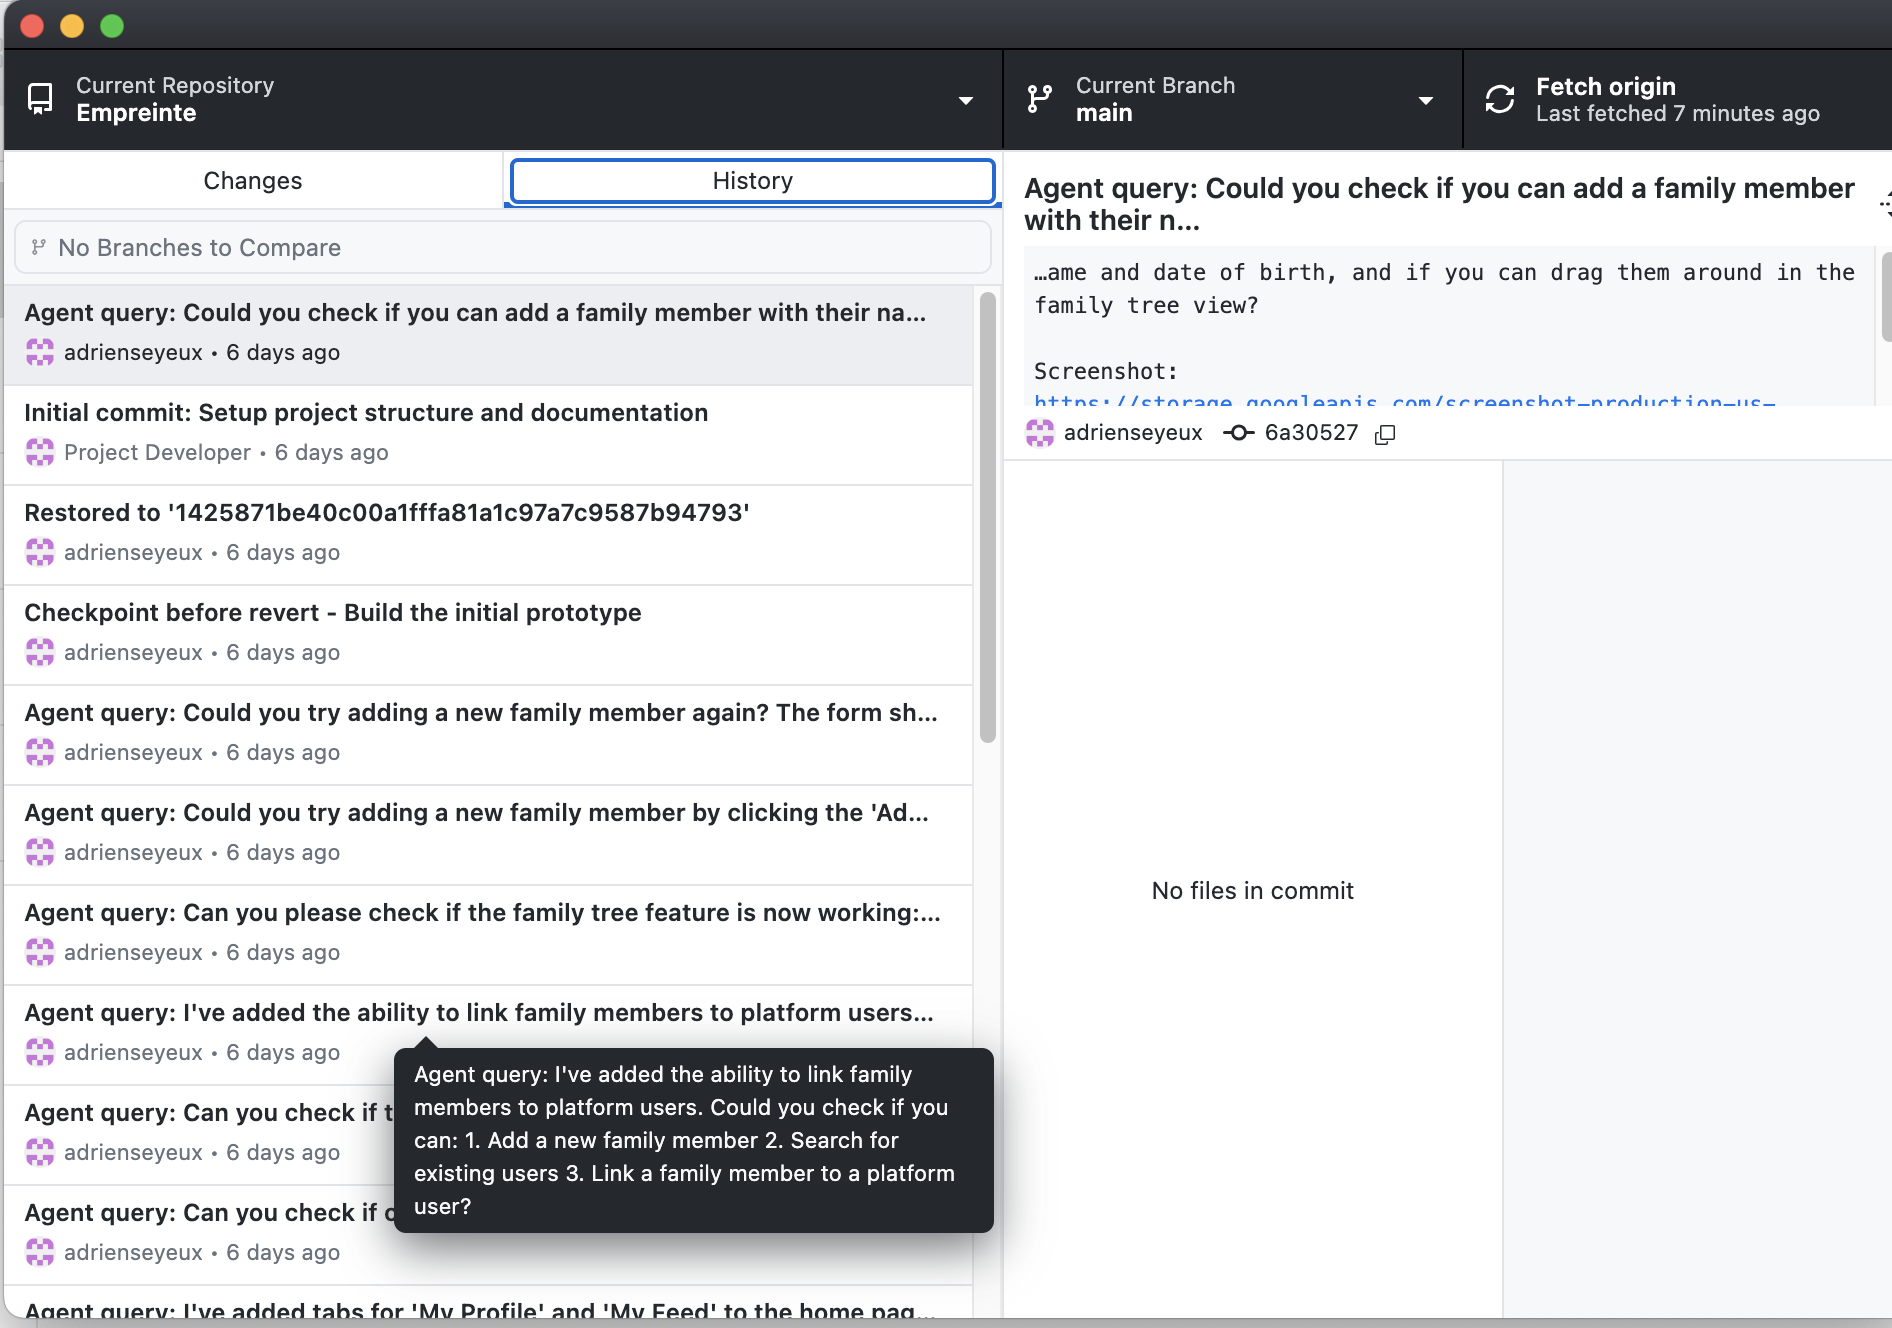 Current Repository
Empreinte
Current Branch
main
Fetch origin
Last fetched 7 minutes ago
Changes
History
No Branches to Compare
Agent query: Could you check if you can add a family member with their na...
adrienseyeux • 6 days ago
Initial commit: Setup project structure and documentation
Project Developer • 6 days ago
Restored to '1425871be40c00a1fffa81a1c97a7c9587b94793'
adrienseyeux • 6 days ago
Checkpoint before revert - Build the initial prototype
adrienseyeux • 6 days ago
Agent query: Could you try adding a new family member again? The form sh...
adrienseyeux • 6 days ago
Agent query: Could you try adding a new family member by clicking the 'Ad...
adrienseyeux • 6 days ago
Agent query: Can you please check if the family tree feature is now working:...
adrienseyeux • 6 days ago
Agent query: I've added the ability to link family members to platform users...
adrienseyeux • 6 days ago
Agent query: I've added the ability to link family
members to platform users. Could you check if you
can: 1. Add a new family member 2. Search for
existing users 3. Link a family member to a platform
user?
Agent query: Can you check if t
adrienseyeux • 6 days ago
Agent query: Can you check if
adrienseyeux • 6 days ago
Agent query: I've added tabs for 'My Profile' and 'My Feed' to the home pag...
Agent query: Could you check if you can add a family member
with their n...
…ame and date of birth, and if you can drag them around in the
family tree view?
Screenshot:
https://storage.googleapis.com/screenshot-production-us-
adrienseyeux 6a30527
No files in commit